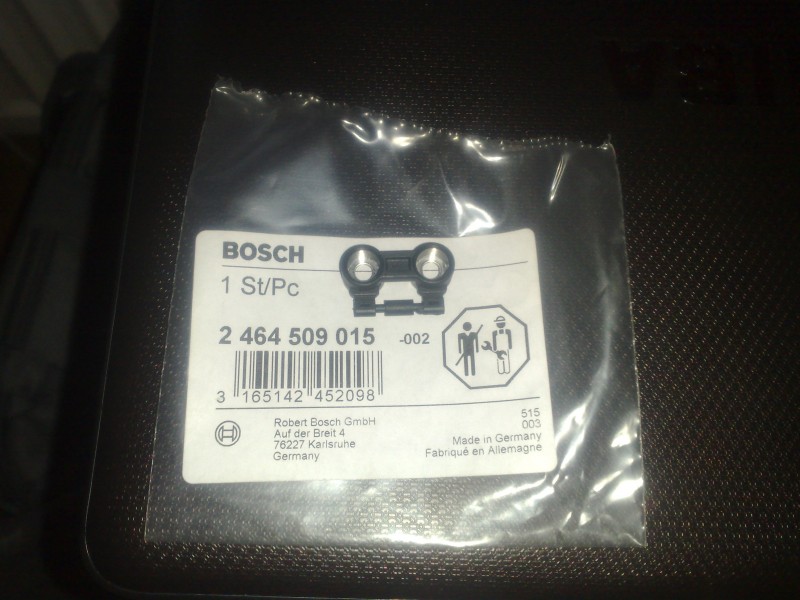 BOSCH
1 St/Pc
2 464 509 015 -002
3 165142 452098
Robert Bosch GmbH
Auf der Breit 4
76227 Karlsruhe
Germany
515
003
Made in Germany
Fabriqué en Allemagne